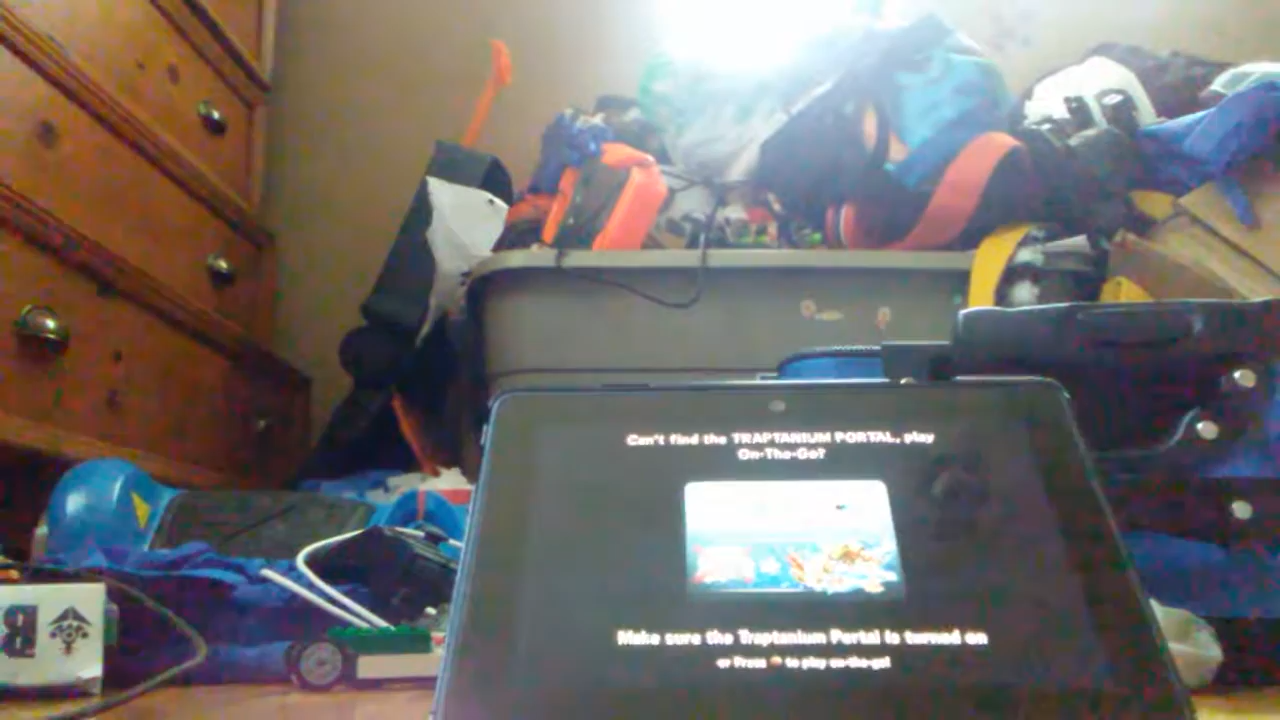 Can't find the TRAPTANIUM PORTAL, play
On-The-Go?
Make sure the Traptanium Portal is turned on
or Press to play on-the-go!